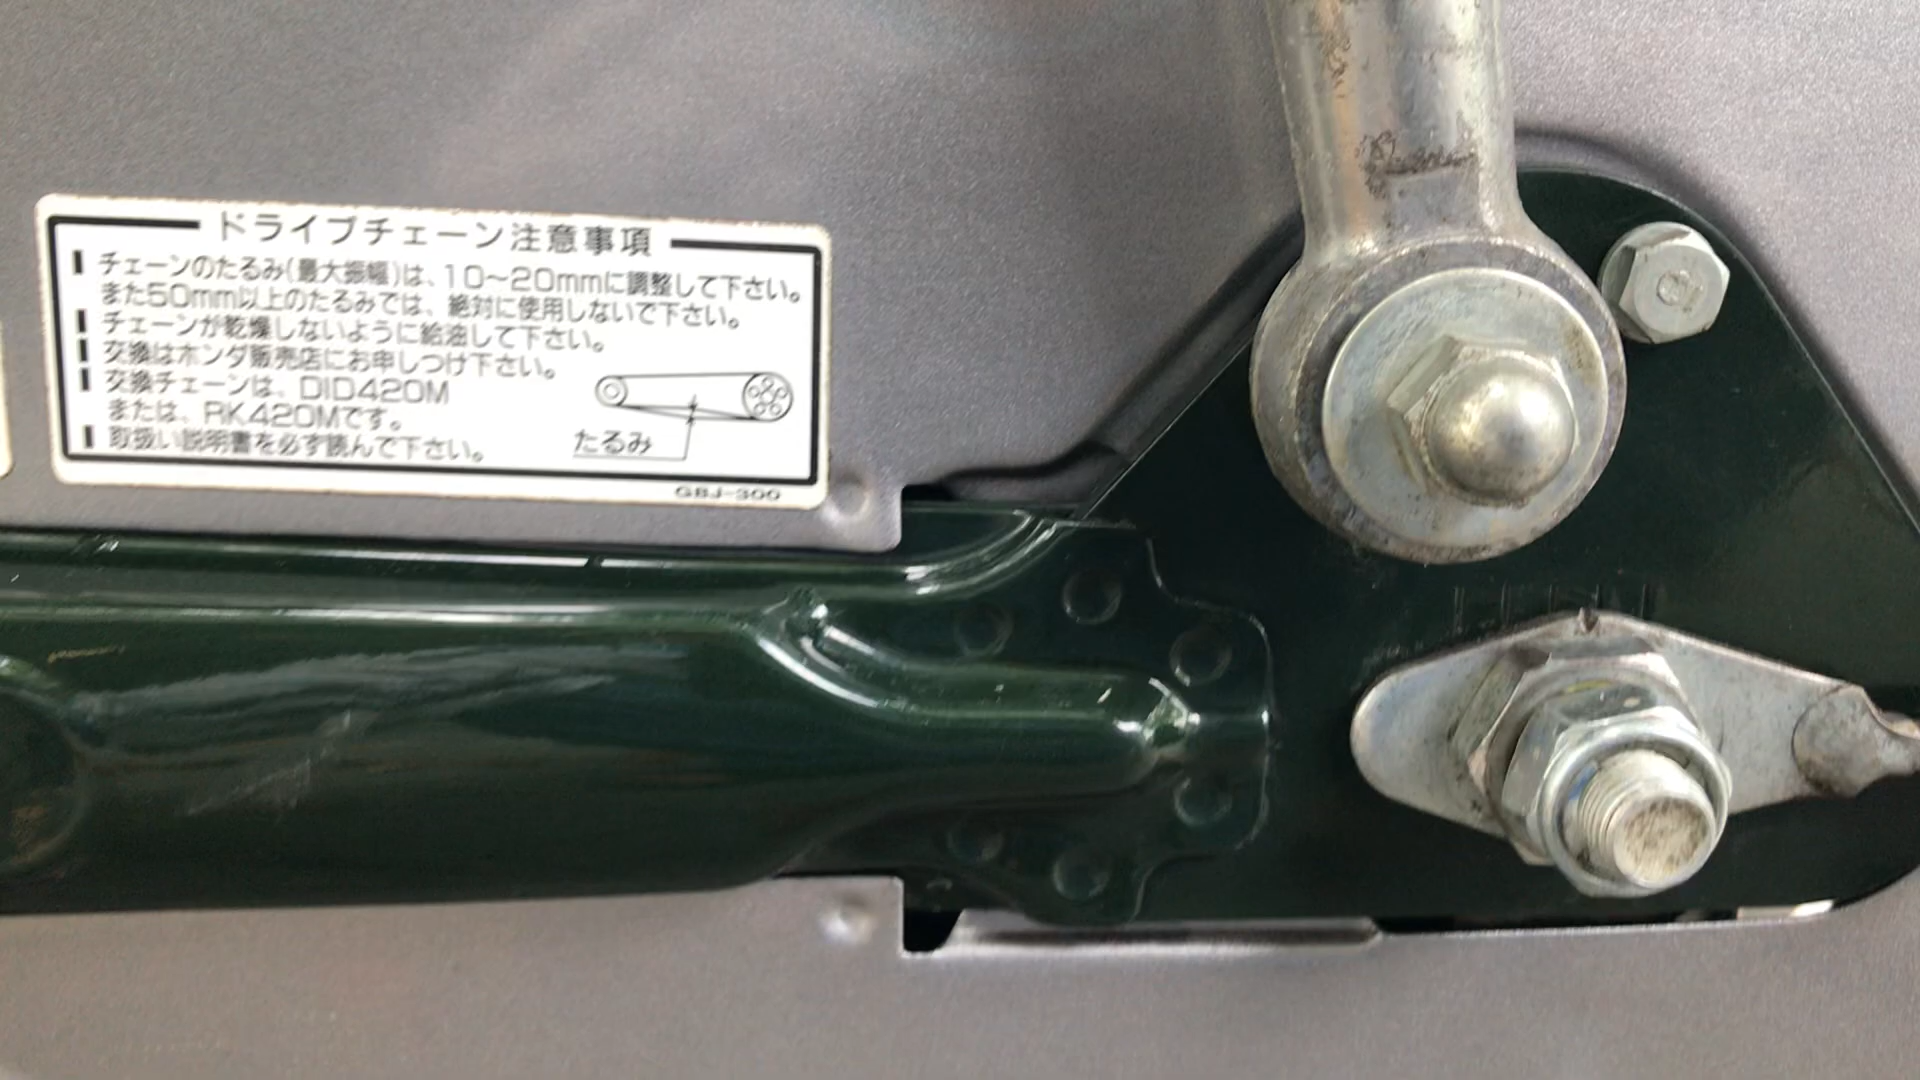 ドライブチェーン注意事項
チェーンのたるみ(最大振幅)は、10～20mmに調整して下さい。
また50mm以上のたるみでは、絶対に使用しないで下さい。
チェーンが乾燥しないように給油して下さい。
交換はホンダ販売店にお申しつけ下さい。
交換チェーンは、DID420M
または、RK420Mです。
取扱い説明書を必ず読んで下さい。
たるみ
GBJ-300